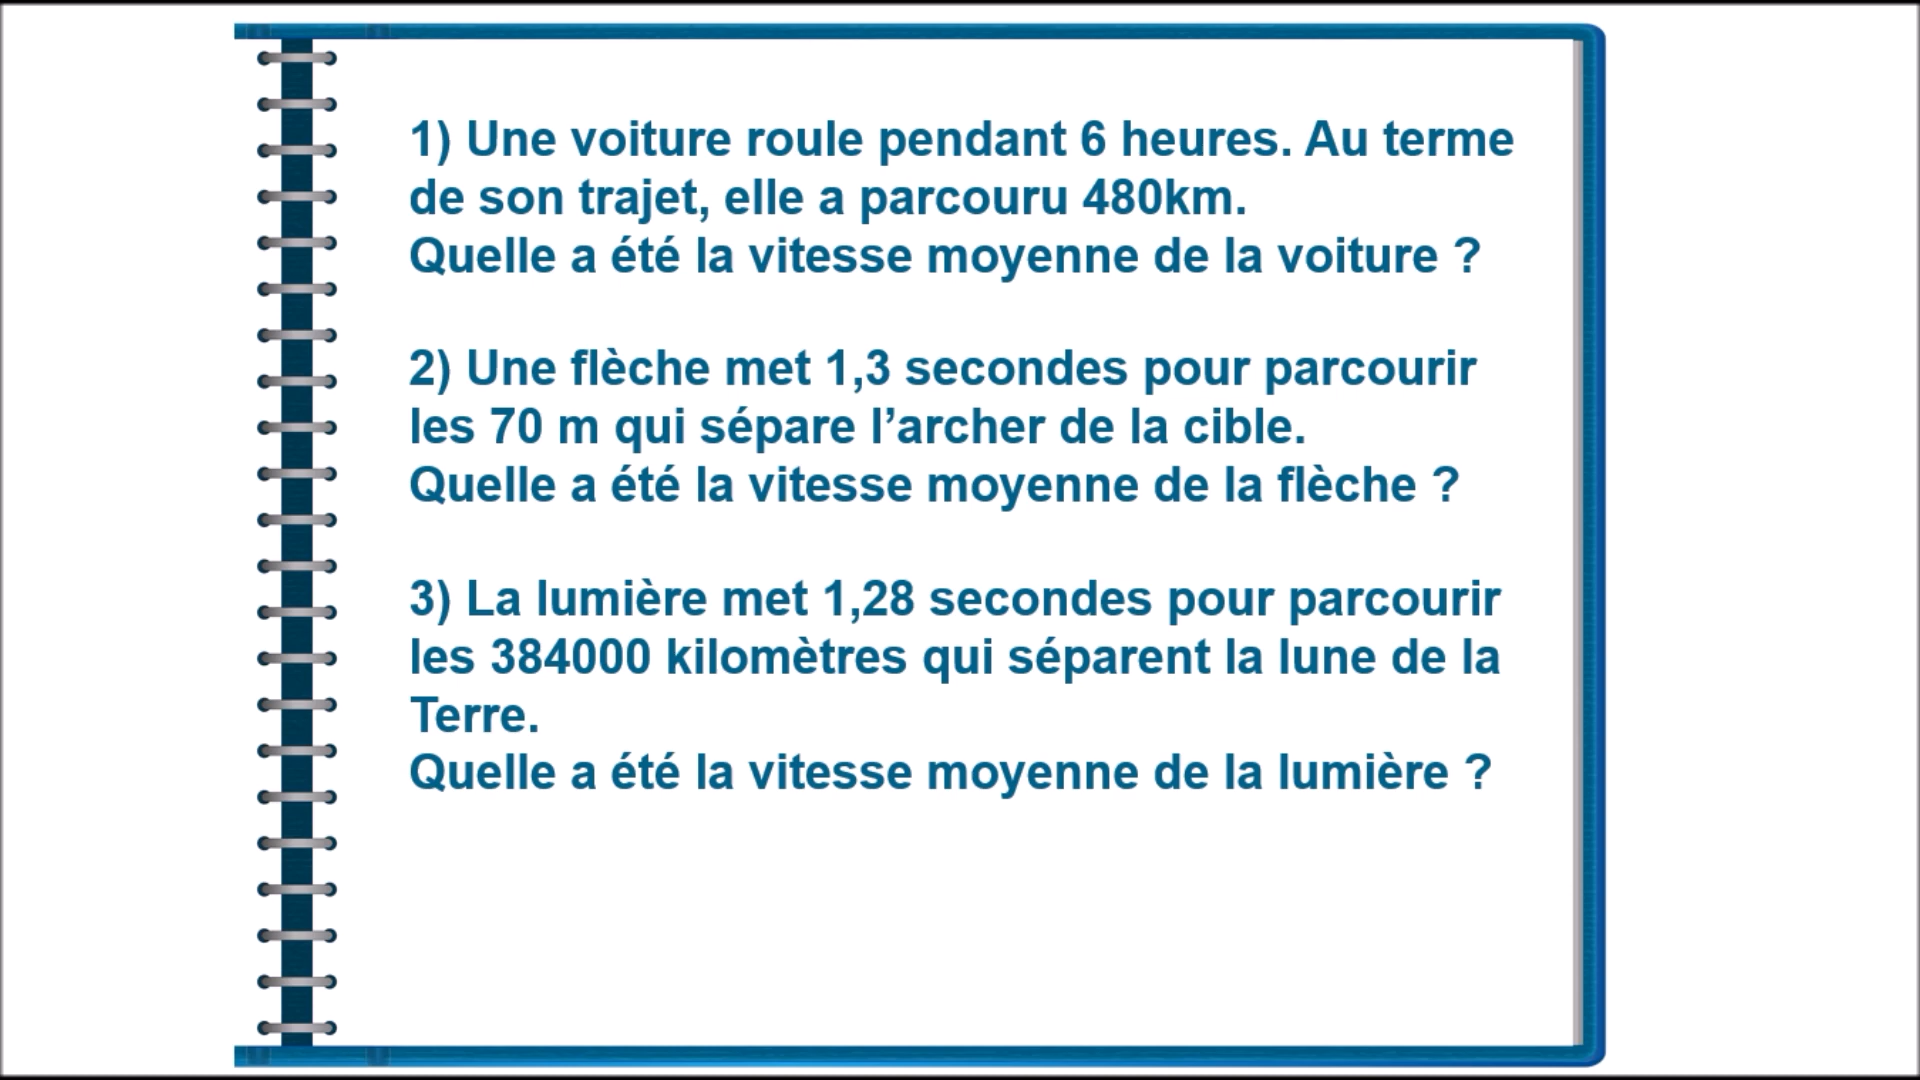 1) Une voiture roule pendant 6 heures. Au terme
de son trajet, elle a parcouru 480km.
Quelle a été la vitesse moyenne de la voiture ?
2) Une flèche met 1,3 secondes pour parcourir
les 70 m qui sépare l’archer de la cible.
Quelle a été la vitesse moyenne de la flèche ?
3) La lumière met 1,28 secondes pour parcourir
les 384000 kilomètres qui séparent la lune de la
Terre.
Quelle a été la vitesse moyenne de la lumière ?